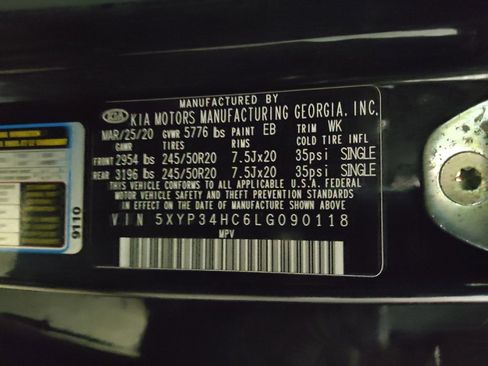 MANUFACTURED BY
KIA KIA MOTORS MANUFACTURING GEORGIA, INC.
MAR/25/20 GVWR 5776 lbs PAINT EB TRIM WK
GAWR TIRES RIMS COLD TIRE INFL
FRONT 2954 lbs 245/50R20 7.5Jx20 35psi SINGLE
REAR 3196 lbs 245/50R20 7.5Jx20 35psi SINGLE
THIS VEHICLE CONFORMS TO ALL APPLICABLE U.S.A. FEDERAL
MOTOR VEHICLE SAFETY AND THEFT PREVENTION STANDARDS
IN EFFECT ON THE DATE OF MANUFACTURE SHOWN ABOVE
VIN 5XYP34HC6LG090118
MPV
9110